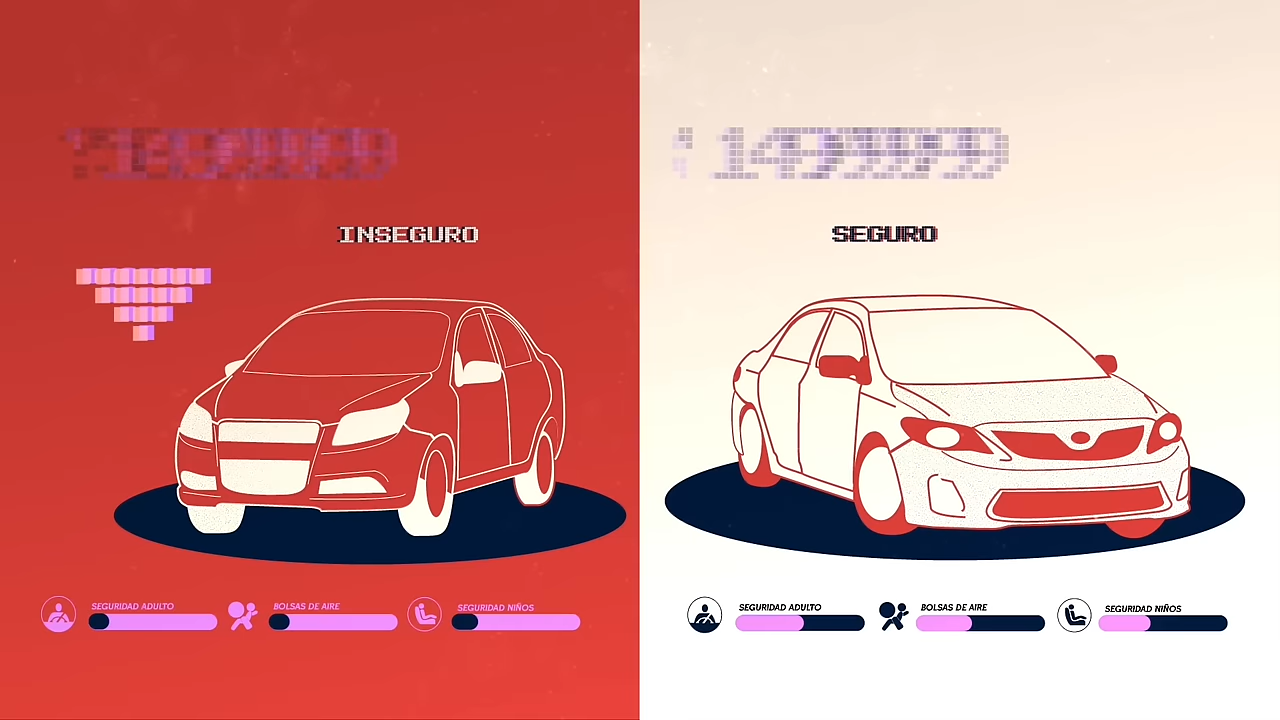 INSEGURO
SEGURO
SEGURIDAD ADULTO
BOLSAS DE AIRE
SEGURIDAD NIÑOS
SEGURIDAD ADULTO
BOLSAS DE AIRE
SEGURIDAD NIÑOS